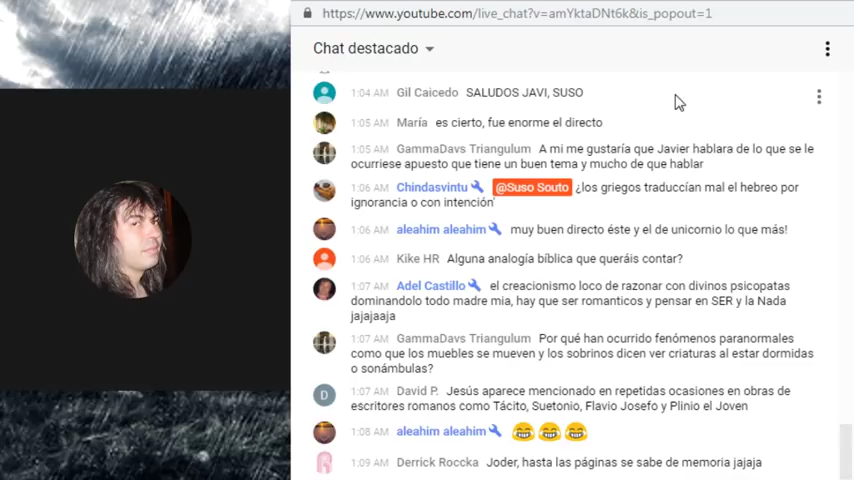 https://www.youtube.com/live_chat?v=amYktaDNt6k&is_popout=1
Chat destacado
1:04 AM Gil Caicedo SALUDOS JAVI, SUSO
1:05 AM María es cierto, fue enorme el directo
1:05 AM GammaDavs Triangulum A mi me gustaría que Javier hablara de lo que se le
ocurriese apuesto que tiene un buen tema y mucho de que hablar
1:06 AM Chindasvintu @Suso Souto ¿los griegos traduccían mal el hebreo por
ignorancia o con intención'
1:06 AM aleahim aleahim muy buen directo éste y el de unicornio lo que más!
1:06 AM Kike HR Alguna analogía bíblica que queráis contar?
1:07 AM Adel Castillo el creacionismo loco de razonar con divinos psicopatas
dominandolo todo madre mia, hay que ser romanticos y pensar en SER y la Nada
jajajaaja
1:07 AM GammaDavs Triangulum Por qué han ocurrido fenómenos paranormales
como que los muebles se mueven y los sobrinos dicen ver criaturas al estar dormidas
o sonámbulas?
D 1:07 AM David P. Jesús aparece mencionado en repetidas ocasiones en obras de
escritores romanos como Tácito, Suetonio, Flavio Josefo y Plinio el Joven
1:08 AM aleahim aleahim 😂 😂 😂
1:09 AM Derrick Roccka Joder, hasta las páginas se sabe de memoria jajaja